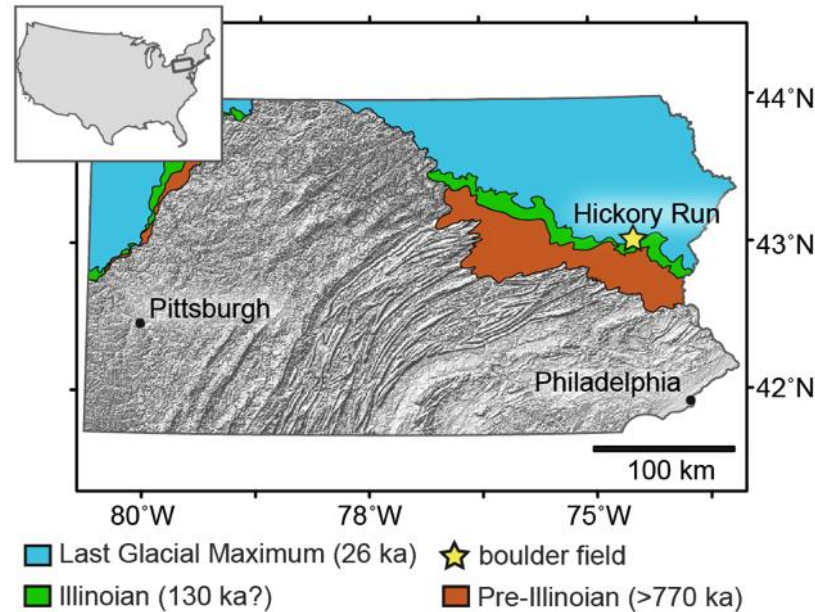 44°N
Hickory Run
43°N
Pittsburgh
Philadelphia
42°N
100 km
80°W 78°W 75°W
Last Glacial Maximum (26 ka) boulder field
Illinoian (130 ka?) Pre-Illinoian (>770 ka)